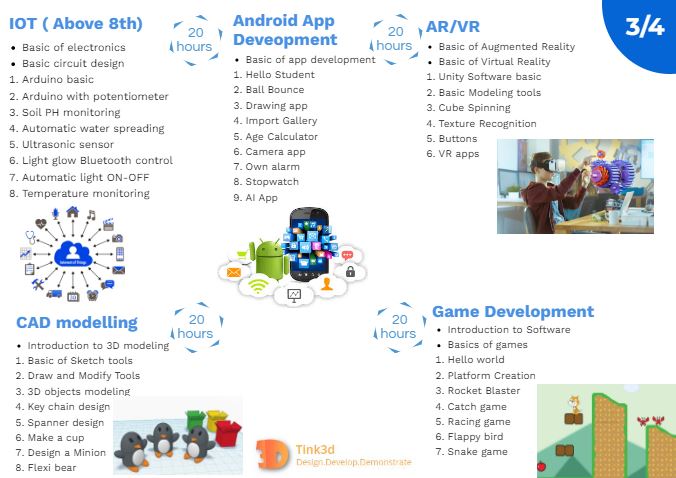 3/4
IOT ( Above 8th)
20
hours
Basic of electronics
Basic circuit design
1. Arduino basic
2. Arduino with potentiometer
3. Soil PH monitoring
4. Automatic water spreading
5. Ultrasonic sensor
6. Light glow Bluetooth control
7. Automatic light ON-OFF
8. Temperature monitoring
Internet of Things
Android App
Deveopment
20
hours
Basic of app development
1. Hello Student
2. Ball Bounce
3. Drawing app
4. Import Gallery
5. Age Calculator
6. Camera app
7. Own alarm
8. Stopwatch
9. AI App
AR/VR
Basic of Augmented Reality
Basic of Virtual Reality
1. Unity Software basic
2. Basic Modeling tools
3. Cube Spinning
4. Texture Recognition
5. Buttons
6. VR apps
CAD modelling
20
hours
Introduction to 3D modeling
1. Basic of Sketch tools
2. Draw and Modify Tools
3. 3D objects modeling
4. Key chain design
5. Spanner design
6. Make a cup
7. Design a Minion
8. Flexi bear
3D
Tink3d
Design.Develop.Demonstrate
20
hours
Game Development
Introduction to Software
Basics of games
1. Hello world
2. Platform Creation
3. Rocket Blaster
4. Catch game
5. Racing game
6. Flappy bird
7. Snake game